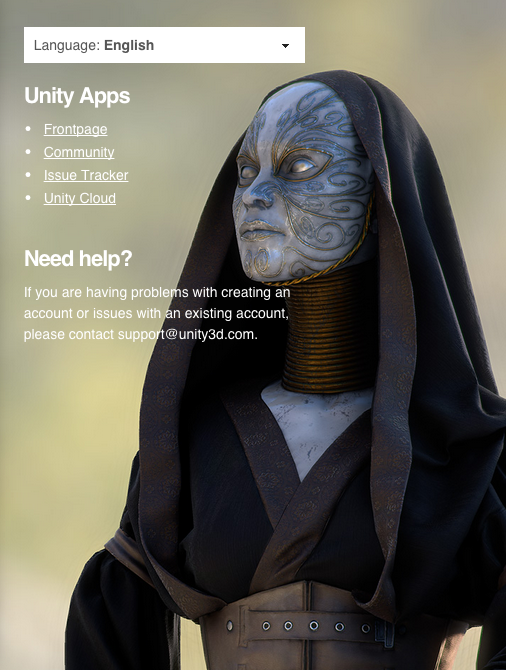 Language: English
Unity Apps
Frontpage
Community
Issue Tracker
Unity Cloud
Need help?
If you are having problems with creating an
account or issues with an existing account,
please contact support@unity3d.com.